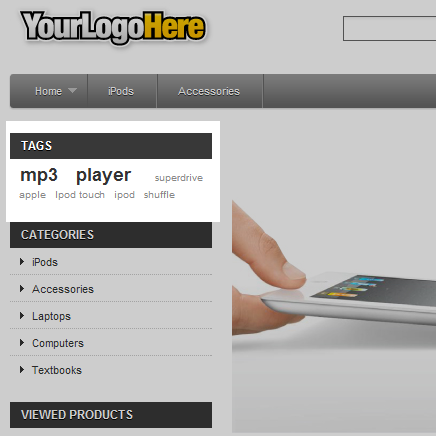 YourLogoHere
Home iPods Accessories
TAGS
mp3 player superdrive
apple Ipod touch ipod shuffle
CATEGORIES
iPods
Accessories
Laptops
Computers
Textbooks
VIEWED PRODUCTS